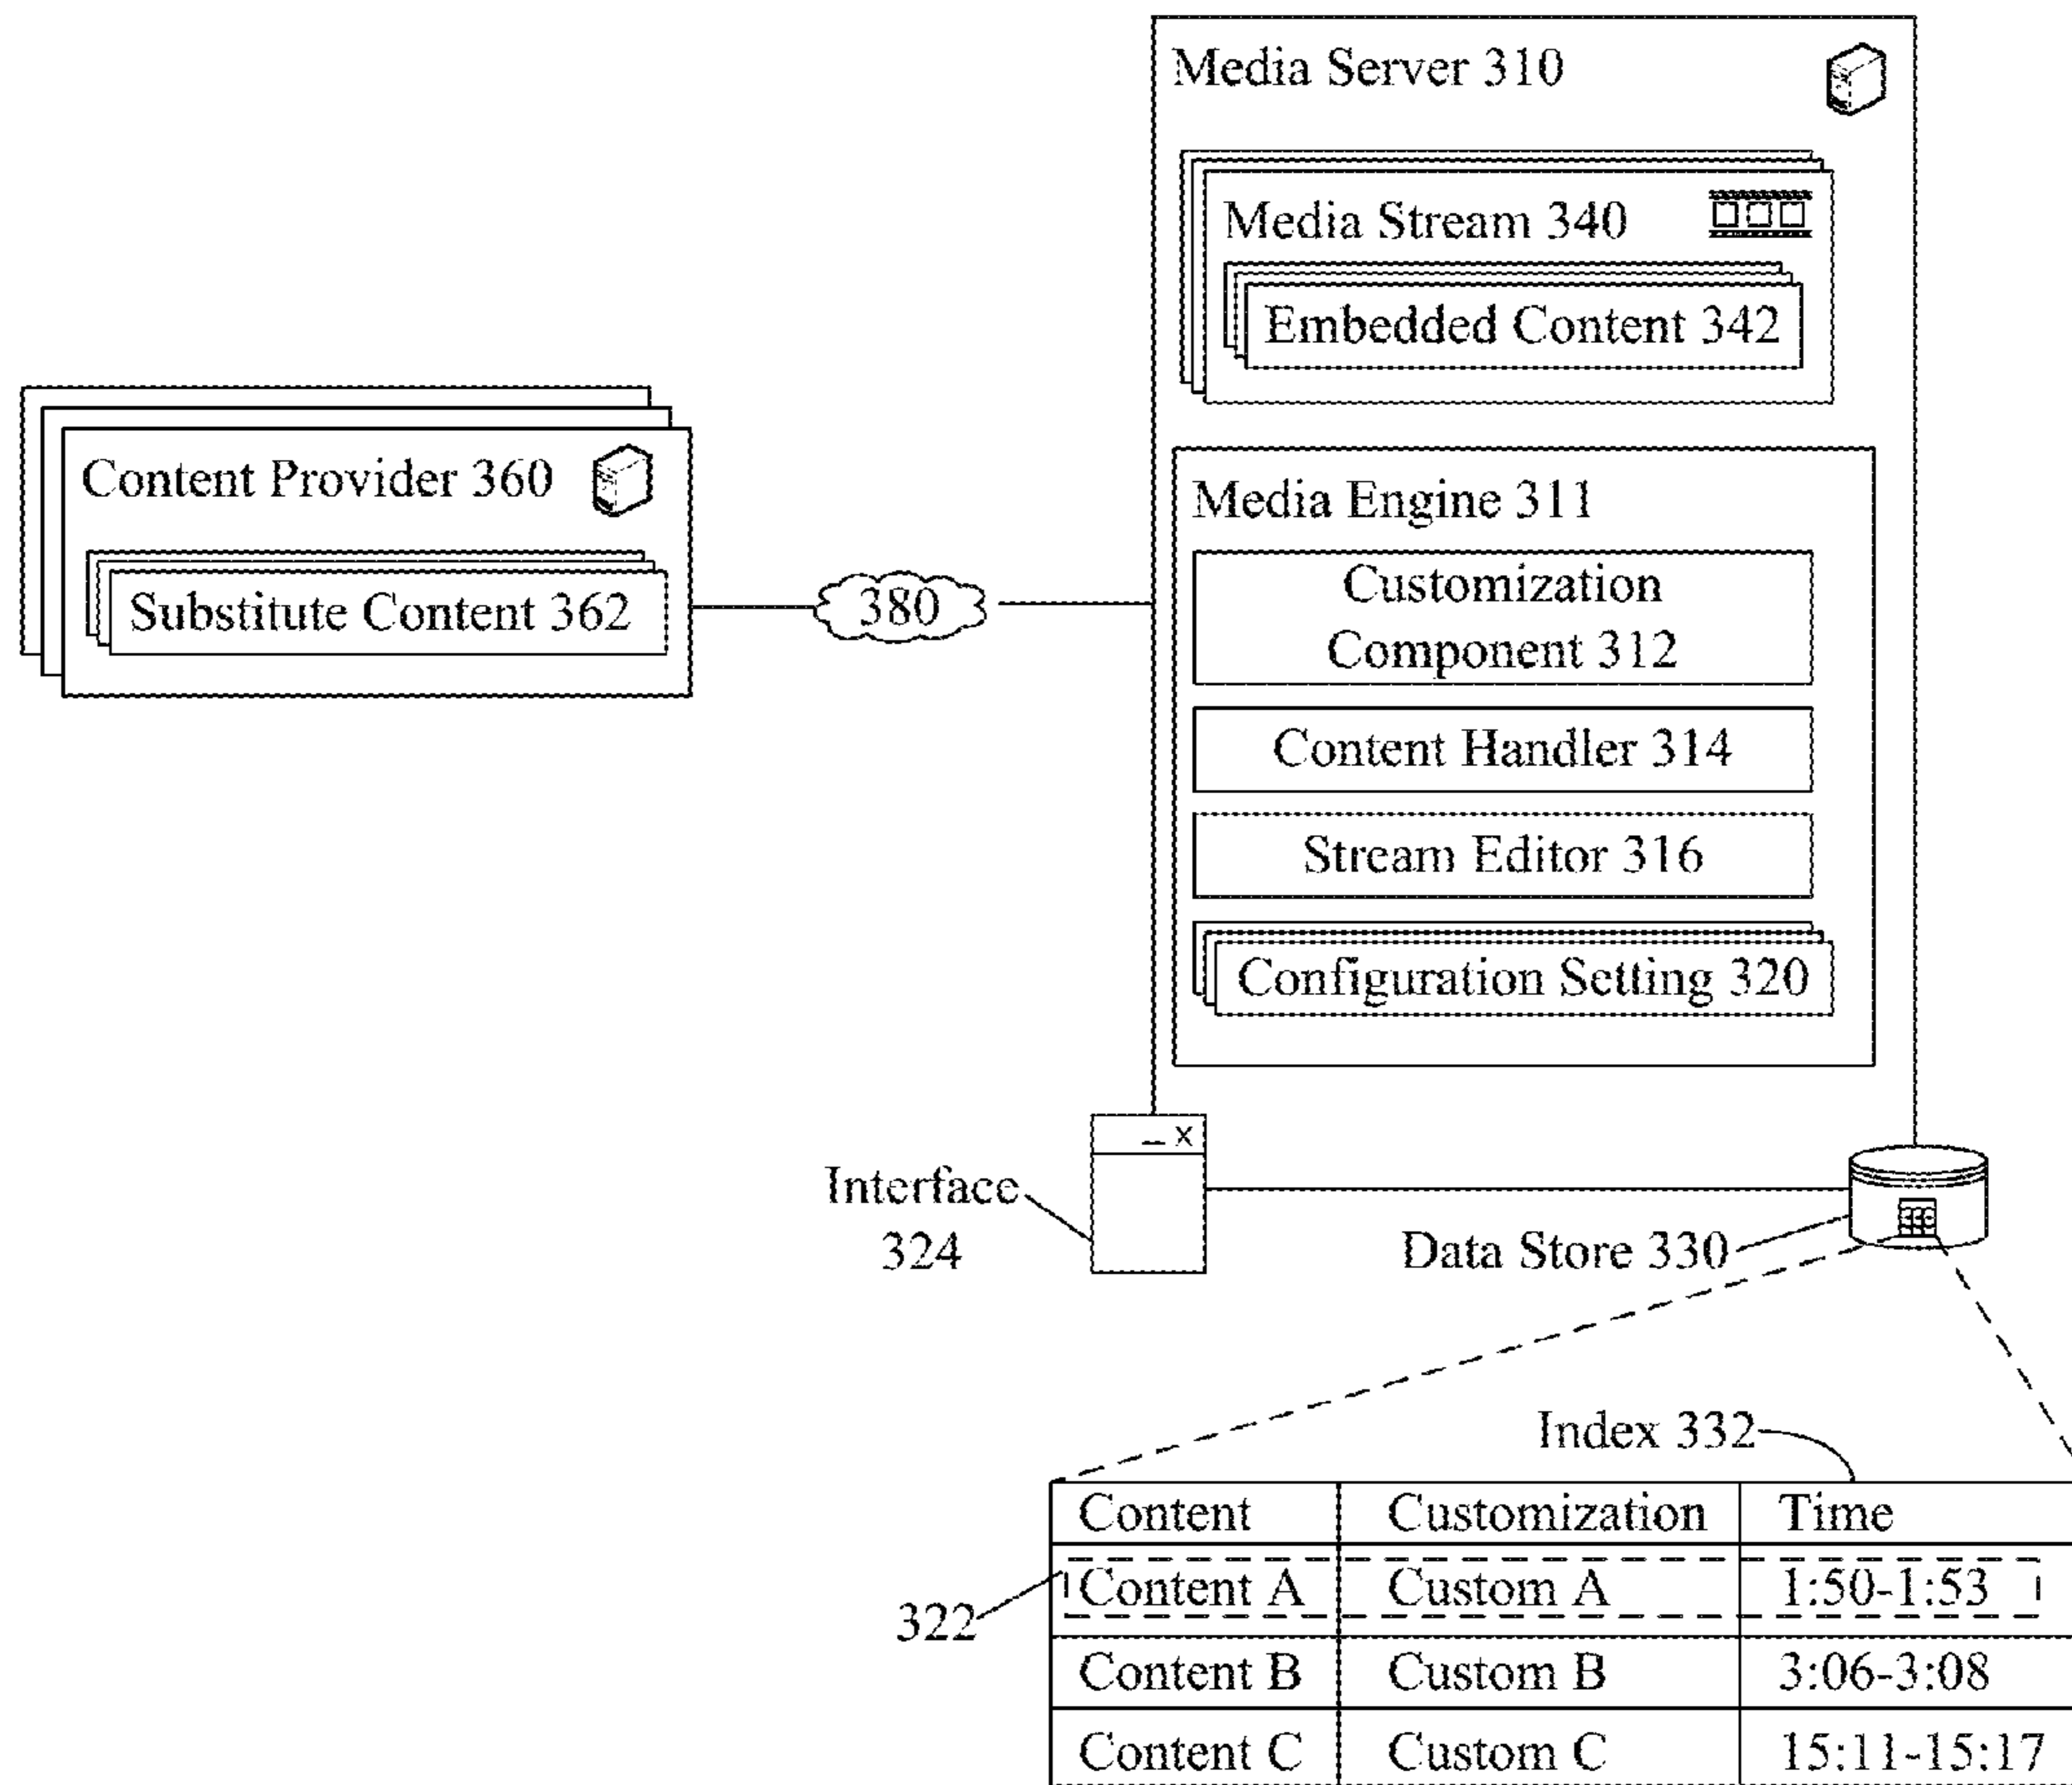 Media Server 310
Media Stream 340
Embedded Content 342
Content Provider 360
Substitute Content 362
380
Media Engine 311
Customization
Component 312
Content Handler 314
Stream Editor 316
Configuration Setting 320
Interface
324
Data Store 330
Index 332
Content Customization Time
Content A Custom A 1:50-1:53
322
Content B Custom B 3:06-3:08
Content C Custom C 15:11-15:17